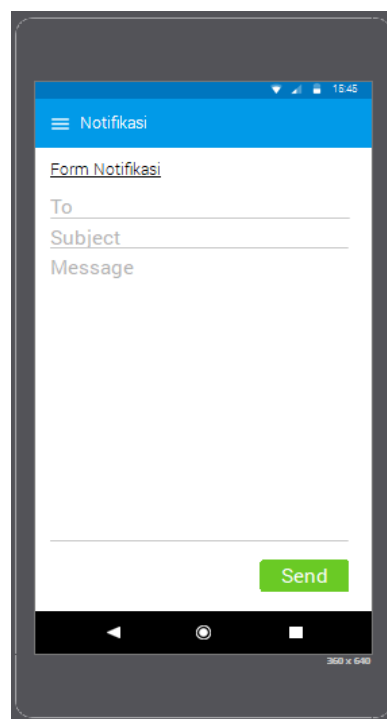 15:45
Notifikasi
Form Notifikasi
To
Subject
Message
Send
360 x 640